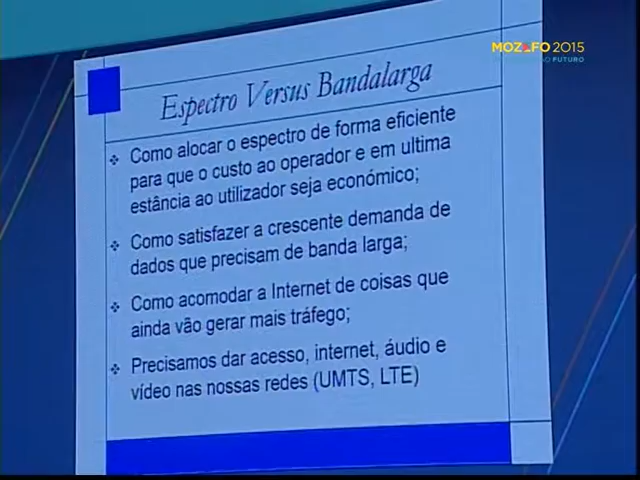 MOZEFO 2015
FUTURO
Espectro Versus Bandalarga
Como alocar o espectro de forma eficiente
para que o custo ao operador e em ultima
estância ao utilizador seja económico;
Como satisfazer a crescente demanda de
dados que precisam de banda larga;
Como acomodar a Internet de coisas que
ainda vão gerar mais tráfego;
Precisamos dar acesso, internet, áudio e
vídeo nas nossas redes (UMTS, LTE)